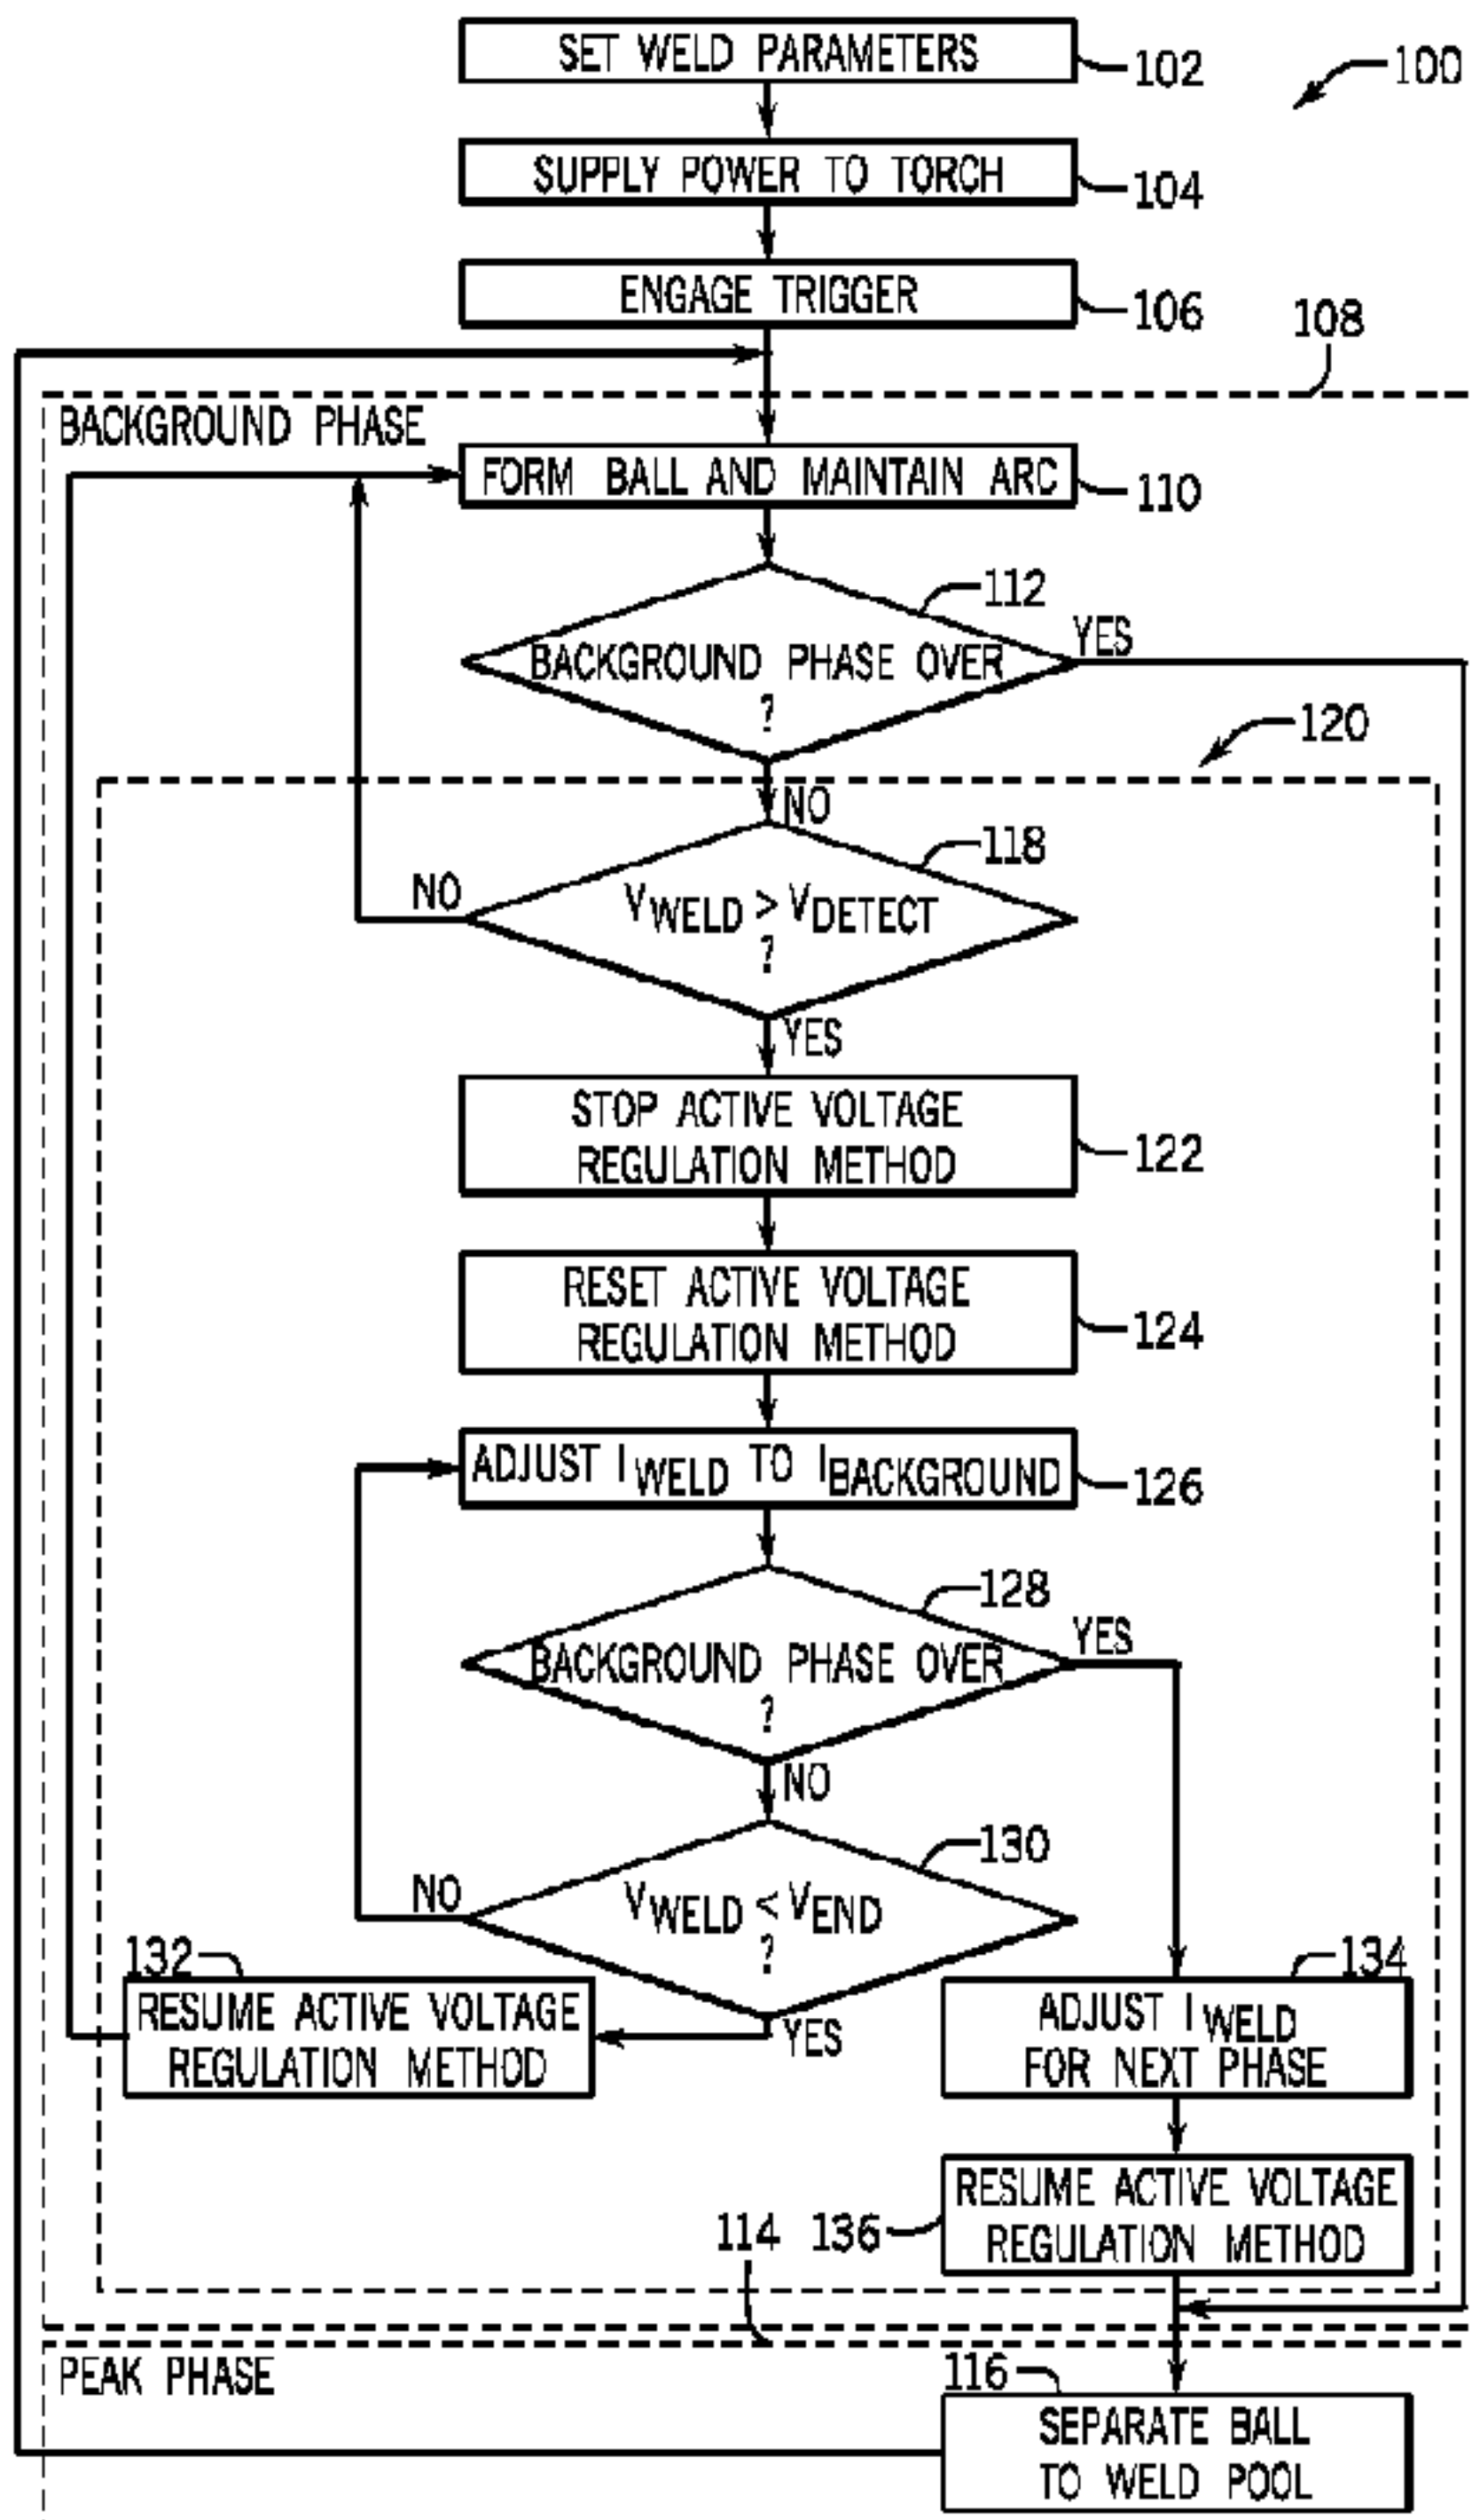 SET WELD PARAMETERS
102
100
SUPPLY POWER TO TORCH
104
ENGAGE TRIGGER
106
108
BACKGROUND PHASE
FORM BALL AND MAINTAIN ARC
110
112
BACKGROUND PHASE OVER
?
YES
120
NO
118
NO
VWELD > VDETECT
?
YES
STOP ACTIVE VOLTAGE
REGULATION METHOD
122
RESET ACTIVE VOLTAGE
REGULATION METHOD
124
ADJUST IWELD TO IBACKGROUND
126
128
BACKGROUND PHASE OVER
?
YES
NO
130
NO
VWELD < VEND
?
YES
132
RESUME ACTIVE VOLTAGE
REGULATION METHOD
134
ADJUST IWELD
FOR NEXT PHASE
RESUME ACTIVE VOLTAGE
REGULATION METHOD
114
136
PEAK PHASE
116
SEPARATE BALL
TO WELD POOL